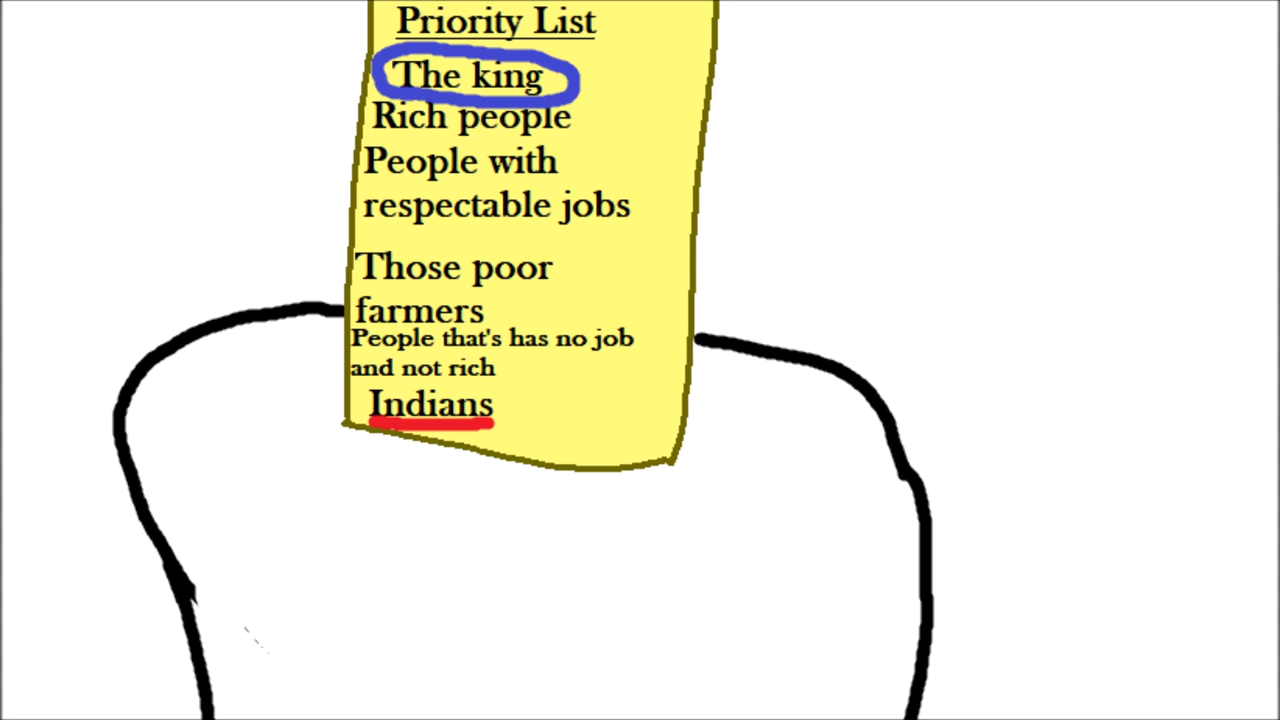 Priority List
The king
Rich people
People with
respectable jobs
Those poor
farmers
People that's has no job
and not rich
Indians